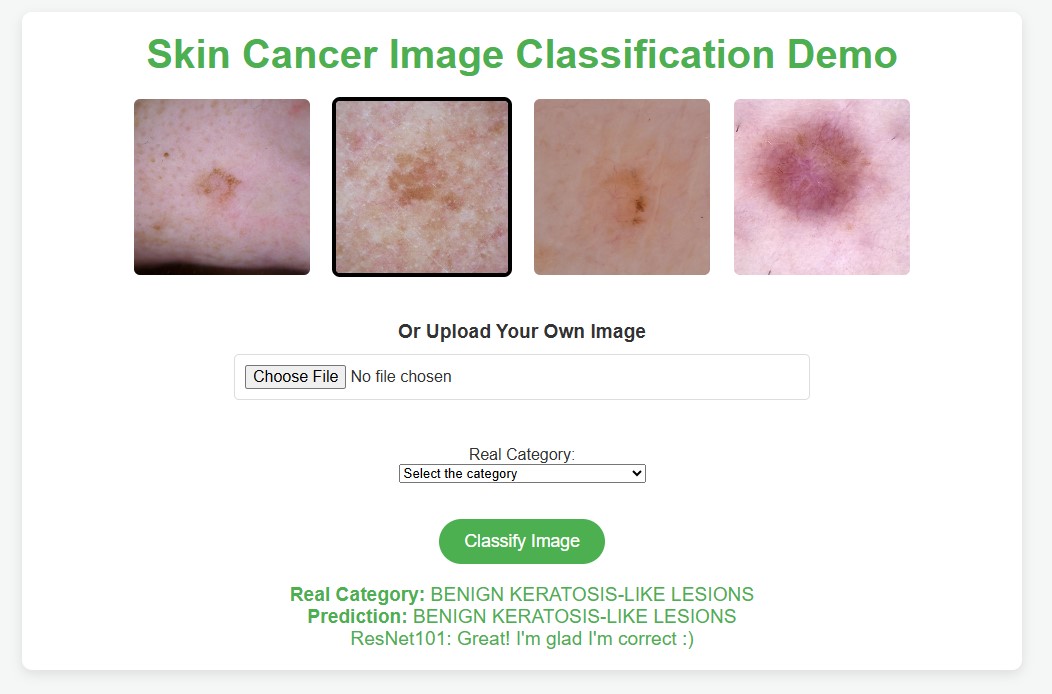 Skin Cancer Image Classification Demo
Or Upload Your Own Image
Choose File No file chosen
Real Category:
Select the category
Classify Image
Real Category: BENIGN KERATOSIS-LIKE LESIONS
Prediction: BENIGN KERATOSIS-LIKE LESIONS
ResNet101: Great! I'm glad I'm correct :)